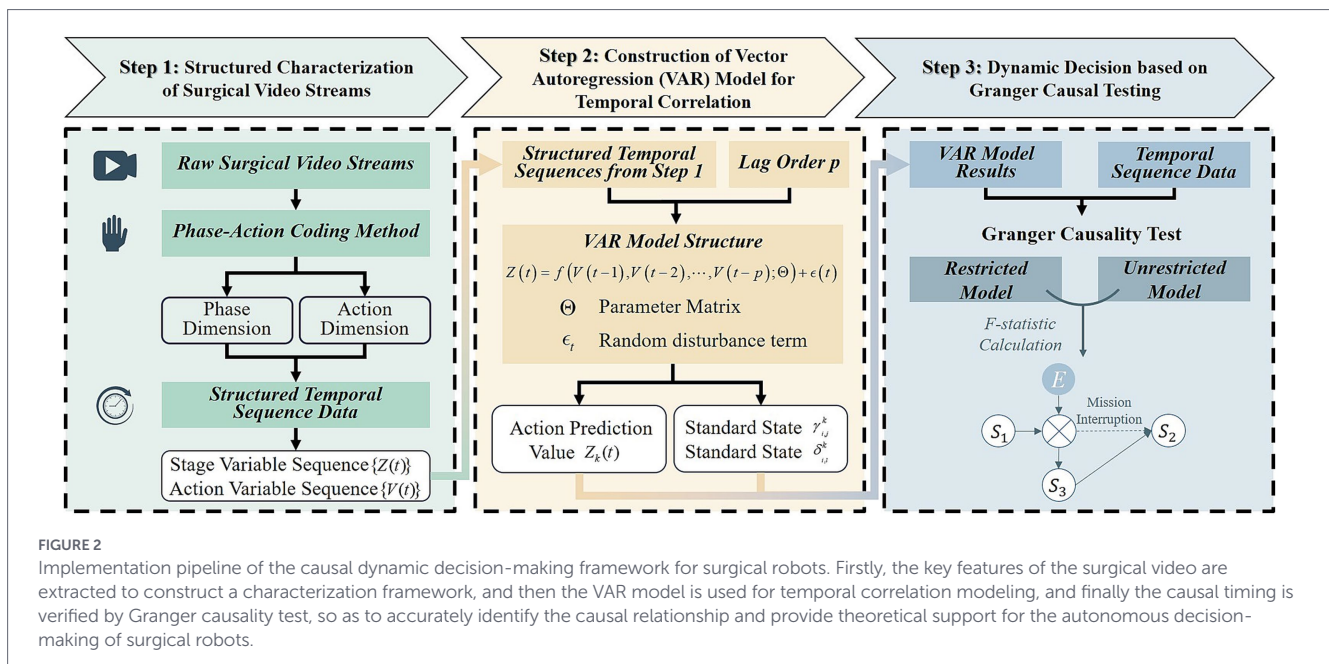 Step 1: Structured Characterization
of Surgical Video Streams
Step 2: Construction of Vector
Autoregression (VAR) Model for
Temporal Correlation
Step 3: Dynamic Decision based on
Granger Causal Testing
Raw Surgical Video Streams
Phase-Action Coding Method
Phase
Dimension
Action
Dimension
Structured Temporal
Sequence Data
Stage Variable Sequence{Z(t)}
Action Variable Sequence{V(t)}
Structured Temporal
Sequences from Step 1
Lag Order p
VAR Model Structure
Z(t) = f(V(t−1),V(t−2),⋯,V(t−p);Θ)+ϵ(t)
Θ Parameter Matrix
ϵ_t Random disturbance term
Action Prediction
Value Z_k(t)
Standard State γ^k_{i,j}
Standard State δ^k_{i,t}
VAR Model
Results
Temporal
Sequence Data
Granger Causality Test
Restricted
Model
Unrestricted
Model
F-statistic
Calculation
E
Mission
Interruption
S₁
S₂
S₃
FIGURE 2
Implementation pipeline of the causal dynamic decision-making framework for surgical robots. Firstly, the key features of the surgical video are
extracted to construct a characterization framework, and then the VAR model is used for temporal correlation modeling, and finally the causal timing is
verified by Granger causality test, so as to accurately identify the causal relationship and provide theoretical support for the autonomous decision-
making of surgical robots.